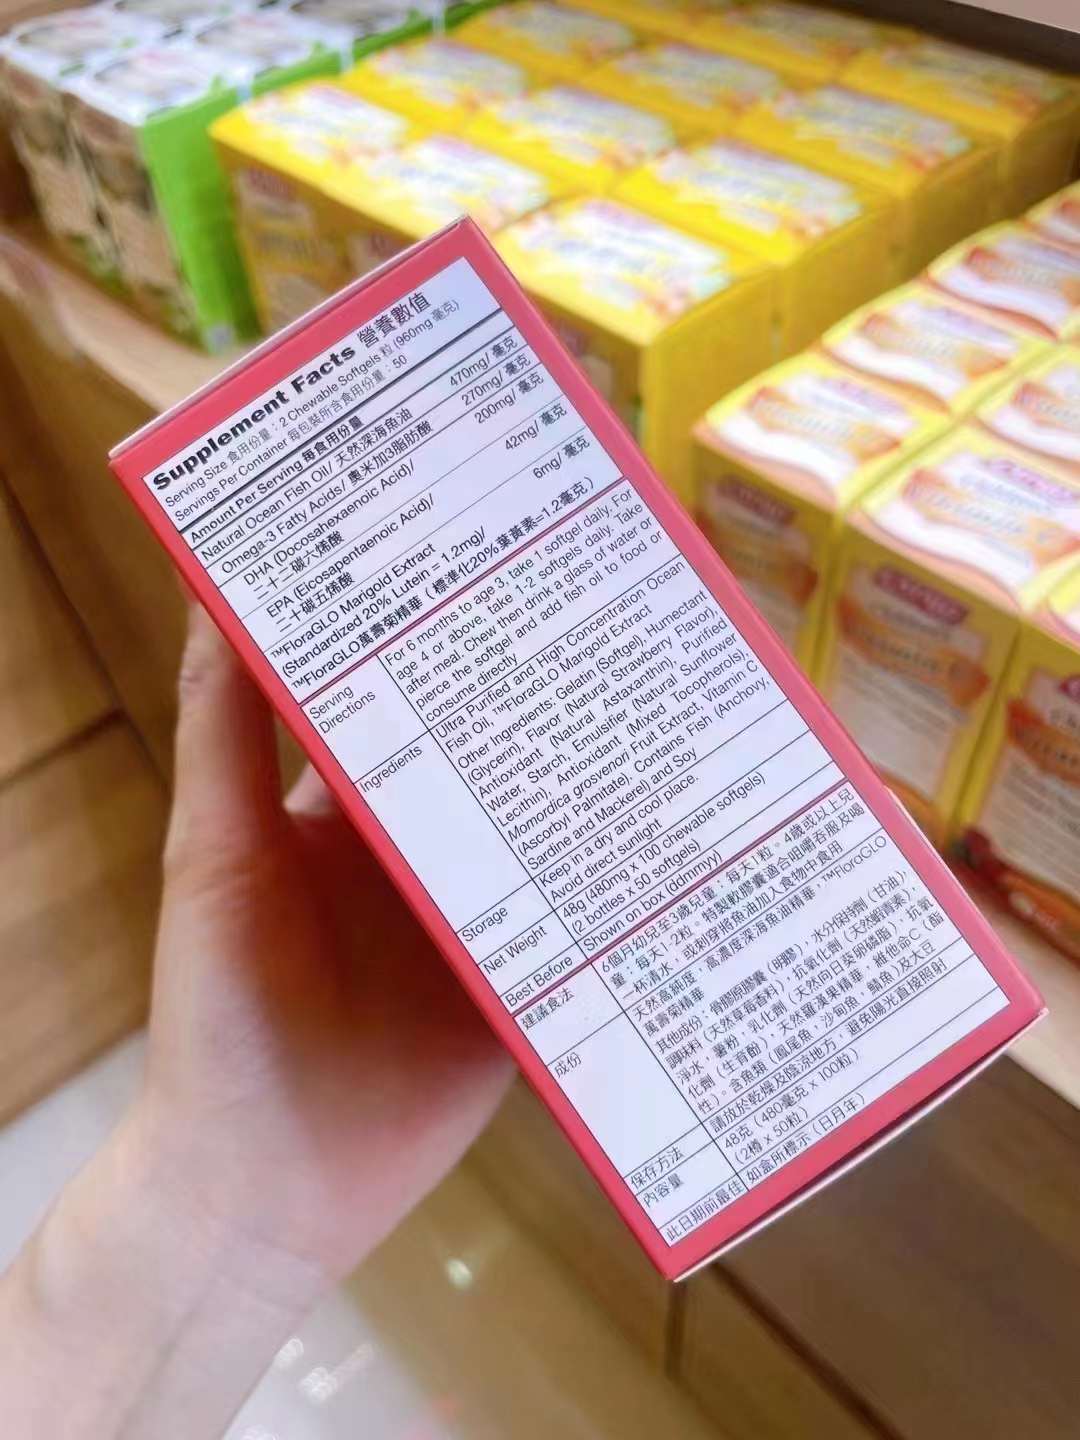 Supplement Facts 營養數值
Serving Size 食用份量：2 Chewable Softgels 粒 (960mg 毫克)
Servings Per Container 每包裝所含食用份量：50
Amount Per Serving 每食用份量
Natural Ocean Fish Oil/ 天然深海魚油 470mg/ 毫克
Omega-3 Fatty Acids/ 奧米加3脂肪酸 270mg/ 毫克
DHA (Docosahexaenoic Acid)/ 200mg/ 毫克
二十二碳六烯酸
EPA (Eicosapentaenoic Acid)/ 42mg/ 毫克
二十碳五烯酸
™FloraGLO Marigold Extract 6mg/ 毫克
(Standardized 20% Lutein = 1.2mg)/
™FloraGLO萬壽菊精華（標準化20%葉黃素=1.2毫克）
Serving Directions
For 6 months to age 3, take 1 softgel daily. For
age 4 or above, take 1-2 softgels daily. Take
after meal. Chew then drink a glass of water or
pierce the softgel and add fish oil to food or
consume directly
Ingredients
Ultra Purified and High Concentration Ocean
Fish Oil, ™FloraGLO Marigold Extract
Other Ingredients: Gelatin (Softgel), Humectant
(Glycerin), Flavor (Natural Strawberry Flavor),
Antioxidant (Natural Astaxanthin), Purified
Water, Starch, Emulsifier (Natural Sunflower
Lecithin), Antioxidant (Mixed Tocopherols),
Momordica grosvenori Fruit Extract, Vitamin C
(Ascorbyl Palmitate). Contains Fish (Anchovy,
Sardine and Mackerel) and Soy
Storage
Keep in a dry and cool place.
Avoid direct sunlight
Net Weight
48g (480mg x 100 chewable softgels)
(2 bottles x 50 softgels)
Best Before Shown on box (ddmmyy)
建議食法
6個月幼兒至3歲兒童：每天1粒。4歲或以上兒
童：每天1-2粒。特製軟膠囊適合咀嚼吞服及喝
一杯清水，或刺穿將魚油加入食物中食用
成份
天然高純度，高濃度深海魚油精華，™FloraGLO
萬壽菊精華
其他成份：骨膠原膠囊（明膠），水分保持劑（甘油），
調味料（天然草莓香料），抗氧化劑（天然蝦青素），
淨水，薯粉，乳化劑（天然向日葵卵磷脂），抗氧
化劑（生育酚），天然羅漢果精華，維他命C（酯
性）。含魚類（鳳尾魚，沙甸魚，鯖魚）及大豆
保存方法
請放於乾燥及陰涼地方，避免陽光直接照射
內容量
48克（480毫克 x 100粒）
（2樽 x 50粒）
此日期前最佳 如盒所標示（日月年）